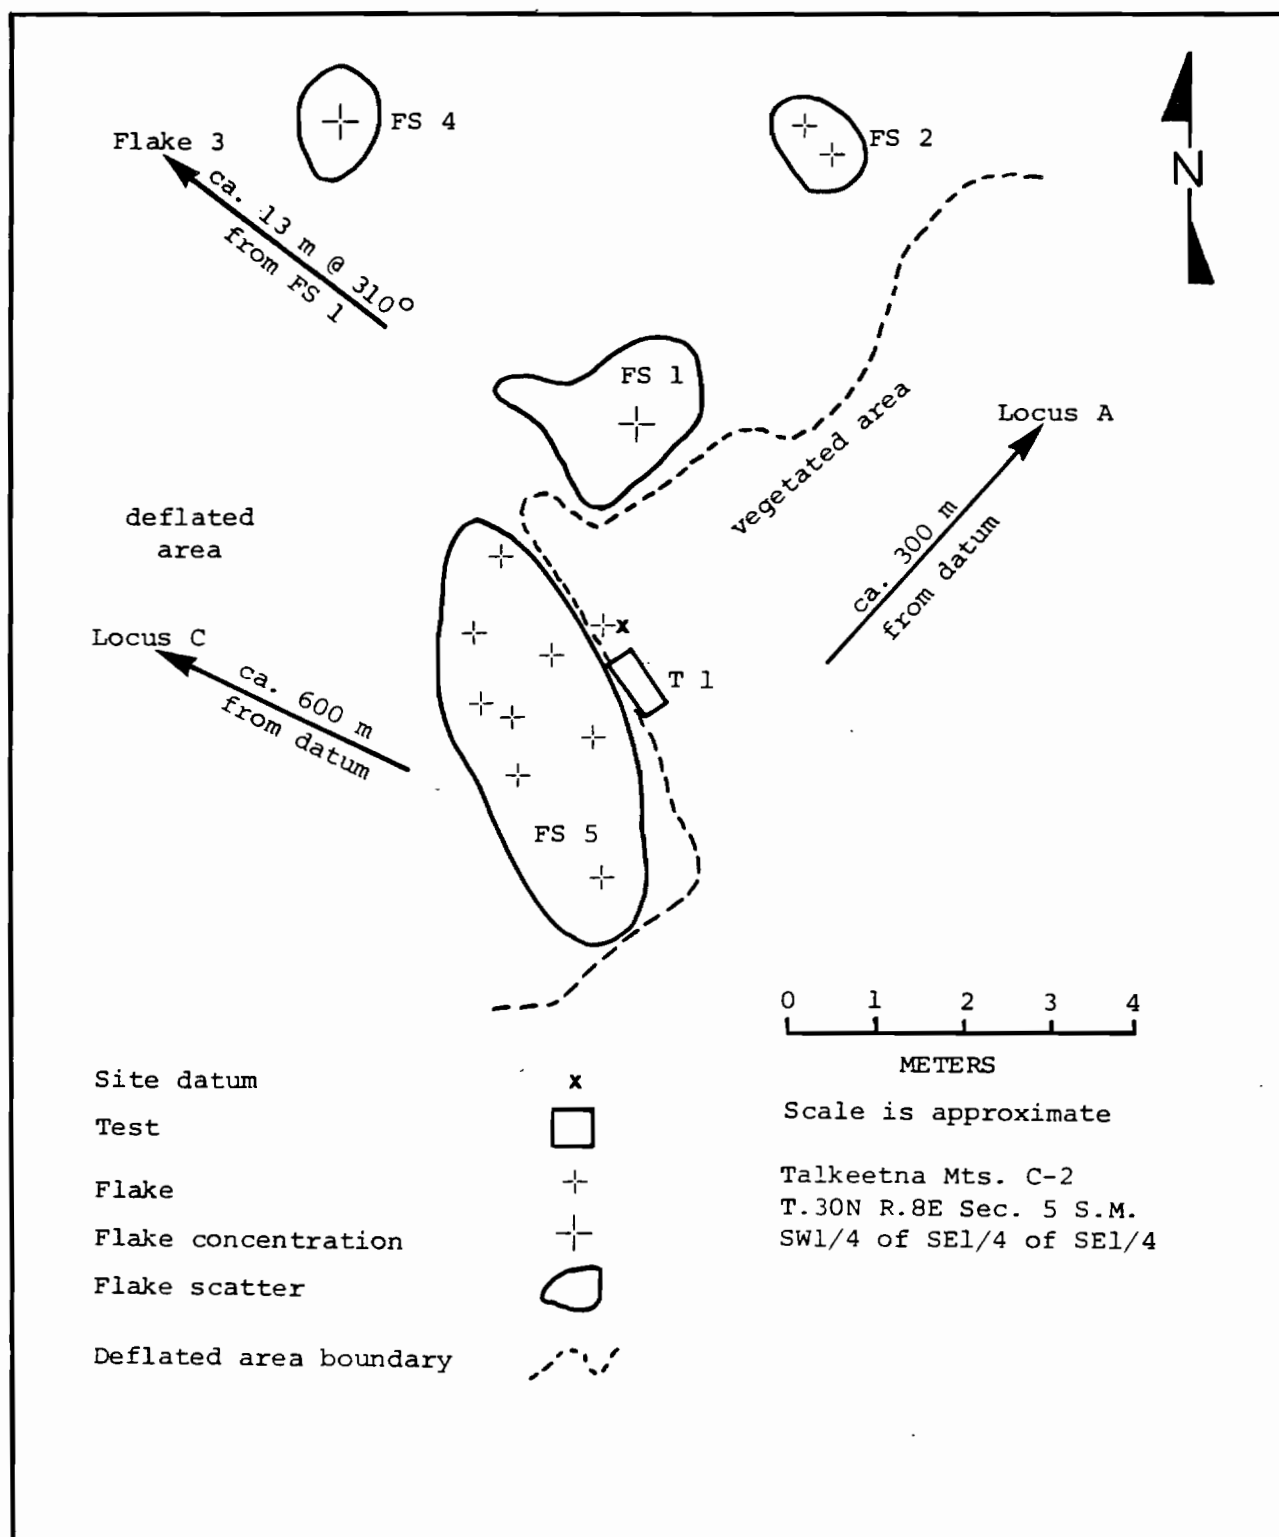 FS 4
FS 2
Flake 3
N
ca. 13 m @ 310°
from FS 1
FS 1
Locus A
vegetated area
deflated
area
ca. 300 m
from datum
x
Locus C
T 1
ca. 600 m
from datum
FS 5
0 1 2 3 4
METERS
Scale is approximate
Site datum x
Test
Flake
Flake concentration
Flake scatter
Deflated area boundary
Talkeetna Mts. C-2
T.30N R.8E Sec. 5 S.M.
SW1/4 of SE1/4 of SE1/4